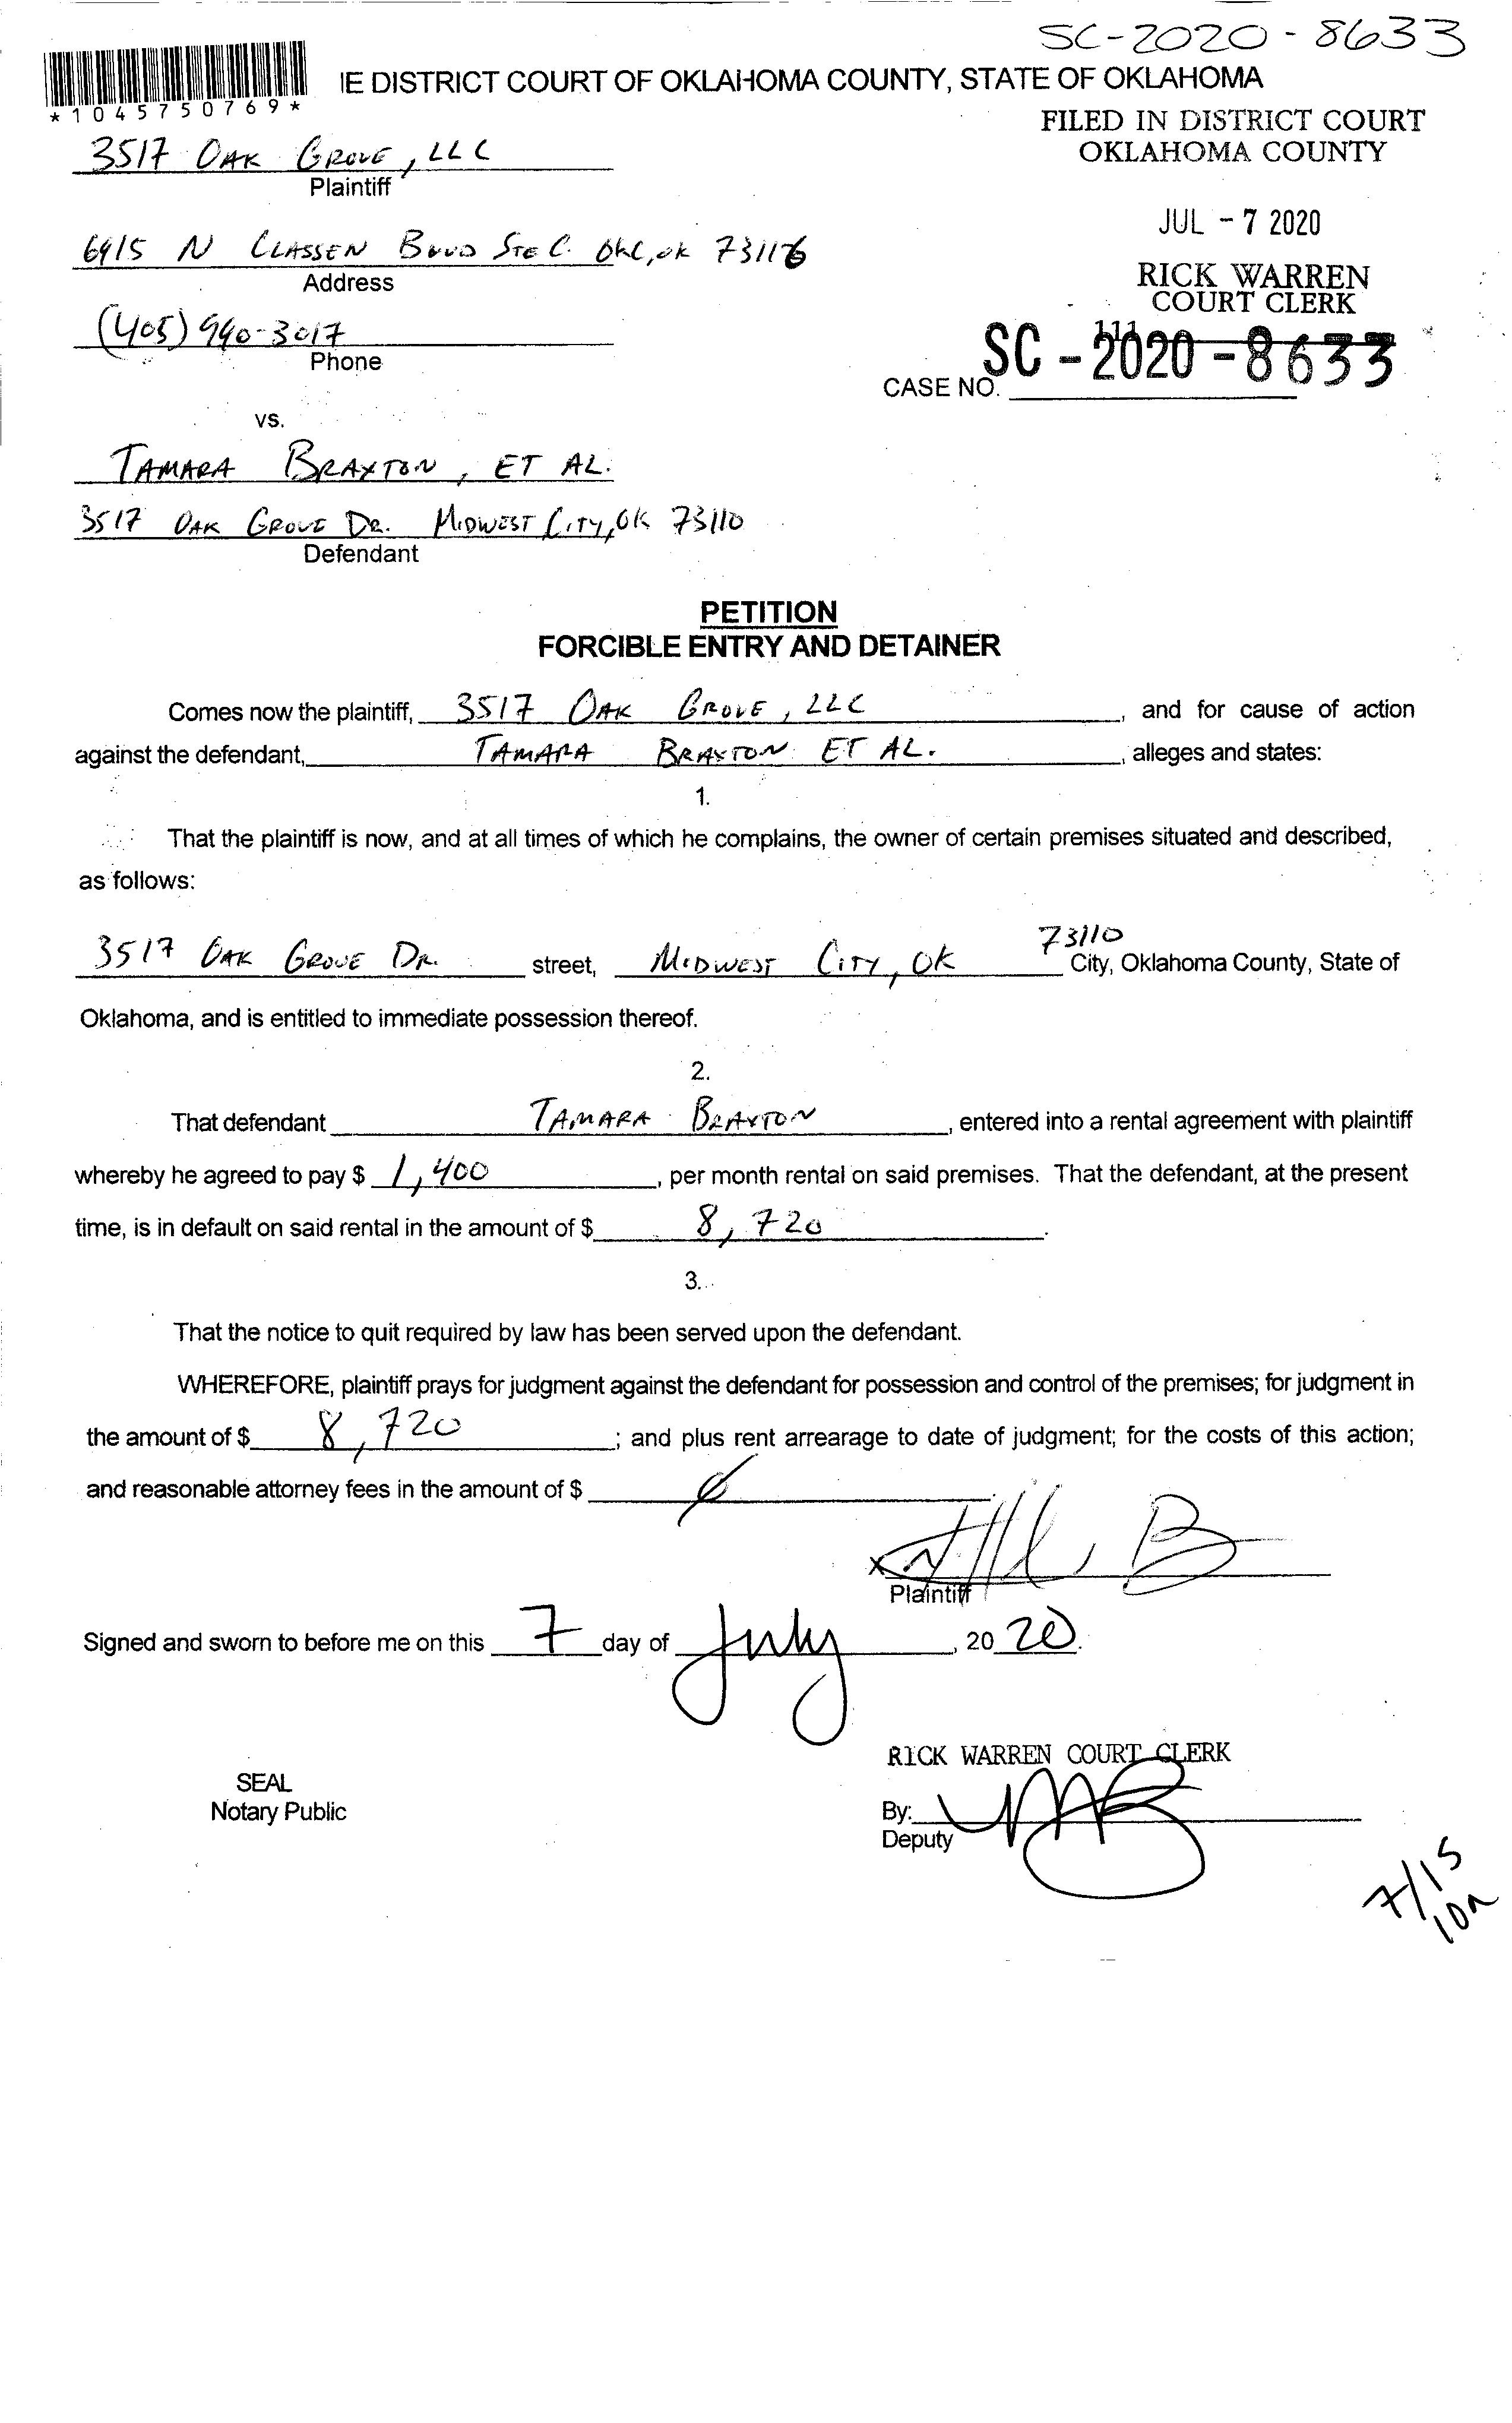 SC-2020-8633
IE DISTRICT COURT OF OKLAHOMA COUNTY, STATE OF OKLAHOMA
*1045750769*
FILED IN DISTRICT COURT
OKLAHOMA COUNTY
3517 OAK GROVE, LLC
Plaintiff
JUL - 7 2020
6915 N CLASSEN BLVD STE C. OKC, OK 73116
Address
RICK WARREN
COURT CLERK
(405) 990-3017
Phone
111
SC - 2020 - 8633
CASE NO.
vs.
TAMARA BRAXTON, ET AL.
3517 OAK GROVE DR. MIDWEST CITY, OK 73110
Defendant
PETITION
FORCIBLE ENTRY AND DETAINER
Comes now the plaintiff, 3517 OAK GROVE, LLC, and for cause of action
against the defendant, TAMARA BRAXTON ET AL., alleges and states:
1.
That the plaintiff is now, and at all times of which he complains, the owner of certain premises situated and described,
as follows:
73110
3517 OAK GROVE DR. street, MIDWEST CITY, OK City, Oklahoma County, State of
Oklahoma, and is entitled to immediate possession thereof.
2.
That defendant TAMARA BRAXTON, entered into a rental agreement with plaintiff
whereby he agreed to pay $ 1,400, per month rental on said premises. That the defendant, at the present
time, is in default on said rental in the amount of $ 8,720.
3.
That the notice to quit required by law has been served upon the defendant.
WHEREFORE, plaintiff prays for judgment against the defendant for possession and control of the premises; for judgment in
the amount of $ 8,720; and plus rent arrearage to date of judgment; for the costs of this action;
and reasonable attorney fees in the amount of $ ∅.
x
Plaintiff
Signed and sworn to before me on this 7 day of July, 20 20.
RICK WARREN COURT CLERK
SEAL
Notary Public
By:
Deputy
7/15
10a